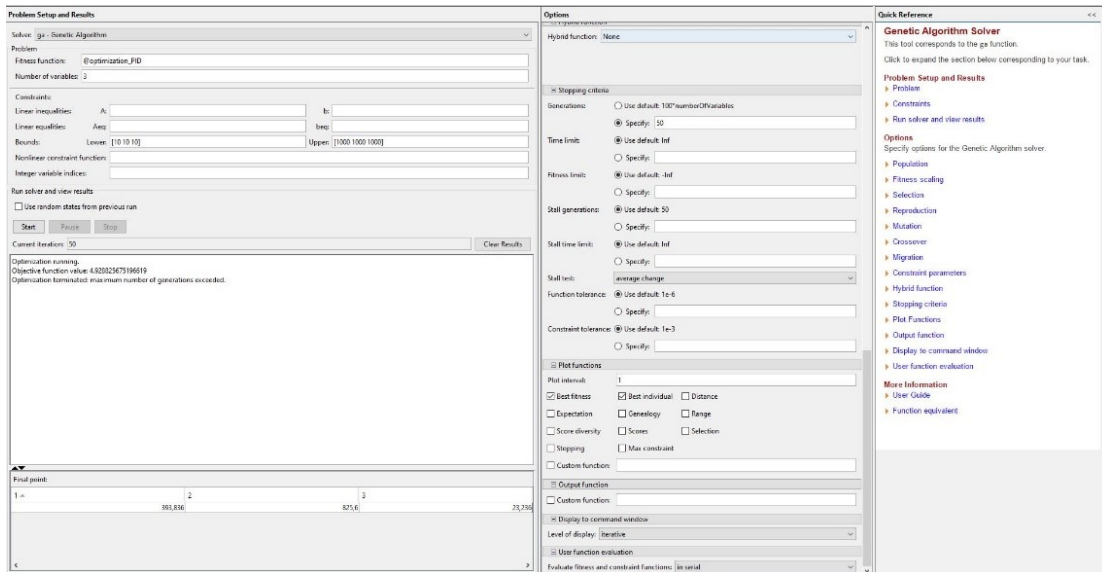 Problem Setup and Results
Solver: ga - Genetic Algorithm
Problem
Fitness function: @optimization_PID
Number of variables: 3
Constraints:
Linear inequalities: A: b:
Linear equalities: Aeq: beq:
Bounds: Lower: [10 10 10] Upper: [1000 1000 1000]
Nonlinear constraint function:
Integer variable indices:
Run solver and view results
Use random states from previous run
Start Pause Stop
Current iteration: 50 Clear Results
Optimization running.
Objective function value: 4.928825675196619
Optimization terminated: maximum number of generations exceeded.
Final point:
1 2 3
393,836 825,6 23,236
Options
Hybrid function
Hybrid function: None
Stopping criteria
Generations: Use default: 100*numberOfVariables
Specify: 50
Time limit: Use default: Inf
Specify:
Fitness limit: Use default: -Inf
Specify:
Stall generations: Use default: 50
Specify:
Stall time limit: Use default: Inf
Specify:
Stall test: average change
Function tolerance: Use default: 1e-6
Specify:
Constraint tolerance: Use default: 1e-3
Specify:
Plot functions
Plot interval: 1
Best fitness Best individual Distance
Expectation Genealogy Range
Score diversity Scores Selection
Stopping Max constraint
Custom function:
Output function
Custom function:
Display to command window
Level of display: iterative
User function evaluation
Evaluate fitness and constraint functions: in serial
Quick Reference <<
Genetic Algorithm Solver
This tool corresponds to the ga function.
Click to expand the section below corresponding to your task.
Problem Setup and Results
Problem
Constraints
Run solver and view results
Options
Specify options for the Genetic Algorithm solver.
Population
Fitness scaling
Selection
Reproduction
Mutation
Crossover
Migration
Constraint parameters
Hybrid function
Stopping criteria
Plot Functions
Output function
Display to command window
User function evaluation
More Information
User Guide
Function equivalent